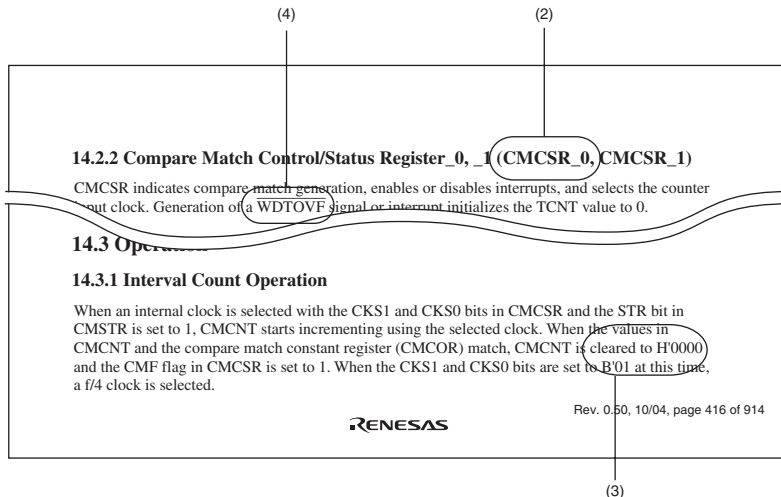 (4)
(2)
14.2.2 Compare Match Control/Status Register_0, _1 (CMCSR_0, CMCSR_1)
CMCSR indicates compare match generation, enables or disables interrupts, and selects the counter
input clock. Generation of a WDTOVF signal or interrupt initializes the TCNT value to 0.
14.3 Operation
14.3.1 Interval Count Operation
When an internal clock is selected with the CKS1 and CKS0 bits in CMCSR and the STR bit in
CMSTR is set to 1, CMCNT starts incrementing using the selected clock. When the values in
CMCNT and the compare match constant register (CMCOR) match, CMCNT is cleared to H'0000
and the CMF flag in CMCSR is set to 1. When the CKS1 and CKS0 bits are set to B'01 at this time,
a f/4 clock is selected.
Rev. 0.50, 10/04, page 416 of 914
RENESAS
(3)